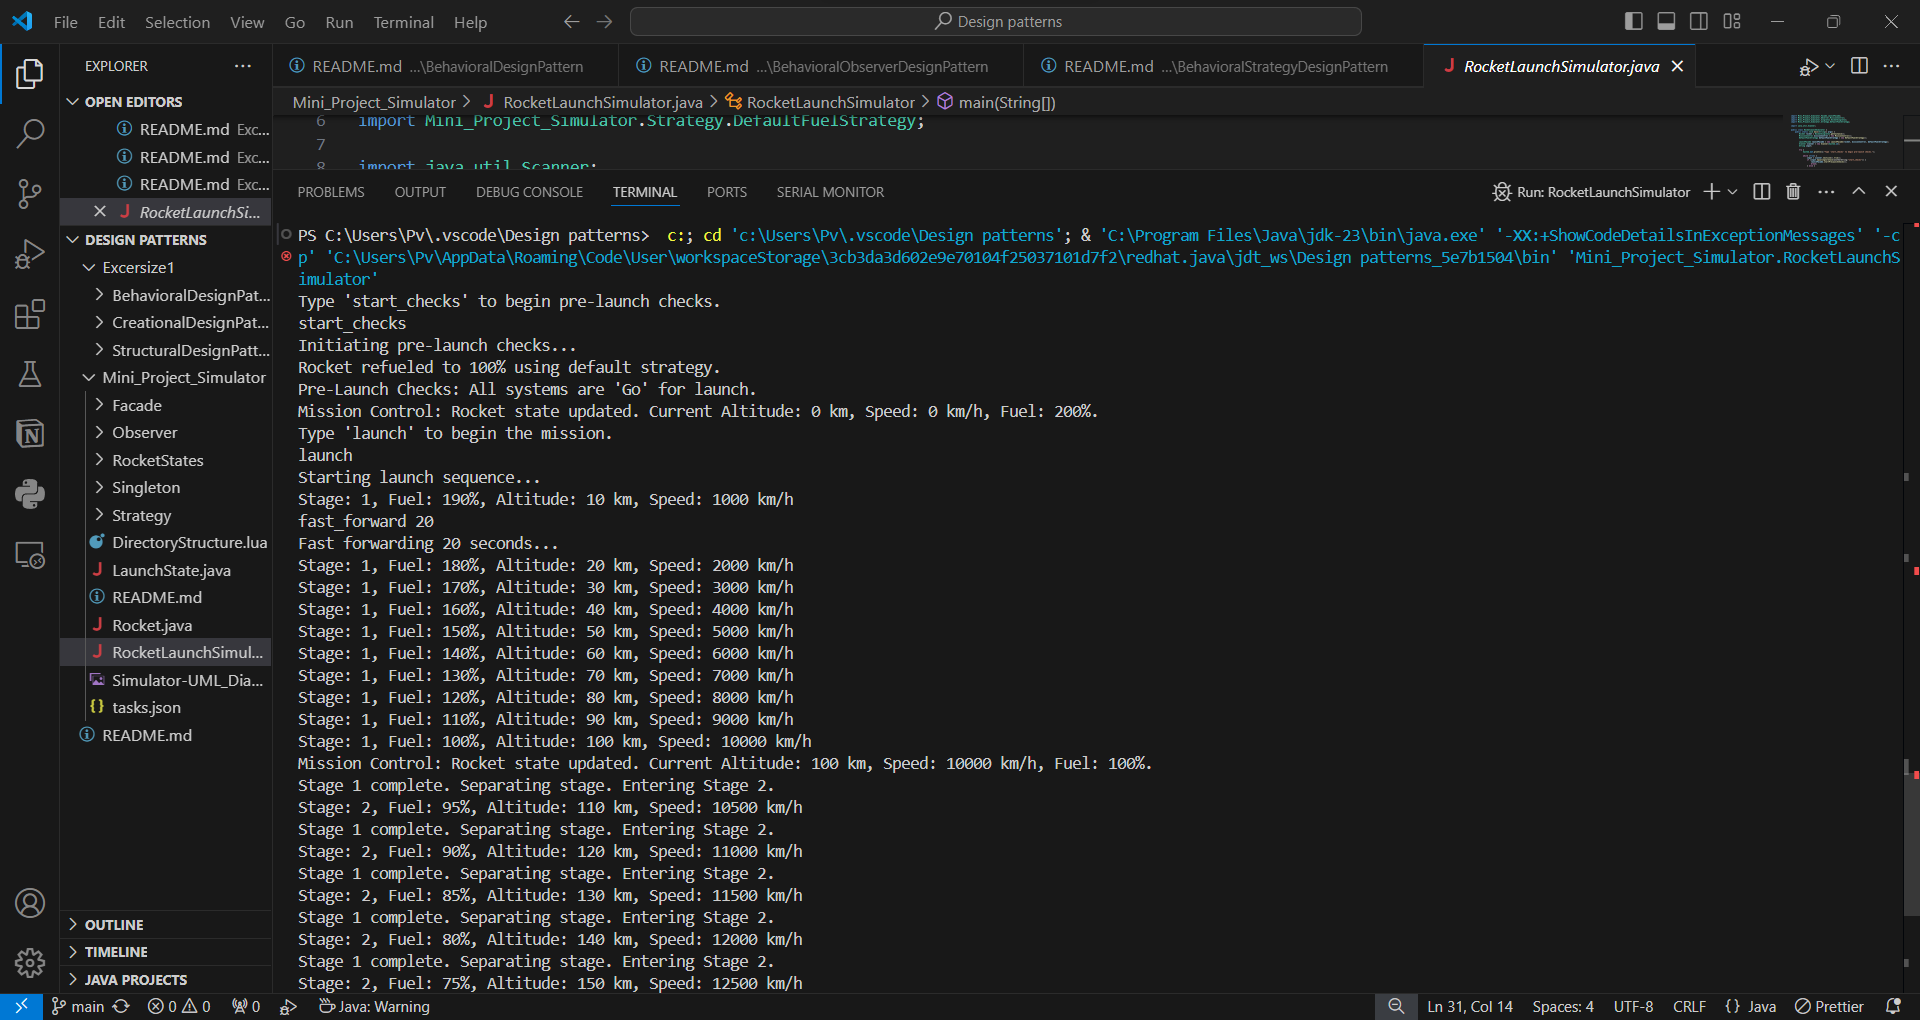 File Edit Selection View Go Run Terminal Help
Design patterns
EXPLORER
OPEN EDITORS
README.md Exc...
README.md Exc...
README.md Exc...
RocketLaunchSi...
DESIGN PATTERNS
Excersize1
BehavioralDesignPat...
CreationalDesignPat...
StructuralDesignPatt...
Mini_Project_Simulator
Facade
Observer
RocketStates
Singleton
Strategy
DirectoryStructure.lua
LaunchState.java
README.md
Rocket.java
RocketLaunchSimul...
Simulator-UML_Dia...
tasks.json
README.md
OUTLINE
TIMELINE
JAVA PROJECTS
README.md ...\BehavioralDesignPattern
README.md ...\BehavioralObserverDesignPattern
README.md ...\BehavioralStrategyDesignPattern
RocketLaunchSimulator.java
Mini_Project_Simulator > RocketLaunchSimulator.java > RocketLaunchSimulator > main(String[])
6 import Mini_Project_Simulator.Strategy.DefaultFuelStrategy;
7
8 import java.util.Scanner;
PROBLEMS OUTPUT DEBUG CONSOLE TERMINAL PORTS SERIAL MONITOR
Run: RocketLaunchSimulator
PS C:\Users\Pv\.vscode\Design patterns>  c:; cd 'c:\Users\Pv\.vscode\Design patterns'; & 'C:\Program Files\Java\jdk-23\bin\java.exe' '-XX:+ShowCodeDetailsInExceptionMessages' '-c
p' 'C:\Users\Pv\AppData\Roaming\Code\User\workspaceStorage\3cb3da3d602e9e70104f25037101d7f2\redhat.java\jdt_ws\Design patterns_5e7b1504\bin' 'Mini_Project_Simulator.RocketLaunchS
imulator'
Type 'start_checks' to begin pre-launch checks.
start_checks
Initiating pre-launch checks...
Rocket refueled to 100% using default strategy.
Pre-Launch Checks: All systems are 'Go' for launch.
Mission Control: Rocket state updated. Current Altitude: 0 km, Speed: 0 km/h, Fuel: 200%.
Type 'launch' to begin the mission.
launch
Starting launch sequence...
Stage: 1, Fuel: 190%, Altitude: 10 km, Speed: 1000 km/h
fast_forward 20
Fast forwarding 20 seconds...
Stage: 1, Fuel: 180%, Altitude: 20 km, Speed: 2000 km/h
Stage: 1, Fuel: 170%, Altitude: 30 km, Speed: 3000 km/h
Stage: 1, Fuel: 160%, Altitude: 40 km, Speed: 4000 km/h
Stage: 1, Fuel: 150%, Altitude: 50 km, Speed: 5000 km/h
Stage: 1, Fuel: 140%, Altitude: 60 km, Speed: 6000 km/h
Stage: 1, Fuel: 130%, Altitude: 70 km, Speed: 7000 km/h
Stage: 1, Fuel: 120%, Altitude: 80 km, Speed: 8000 km/h
Stage: 1, Fuel: 110%, Altitude: 90 km, Speed: 9000 km/h
Stage: 1, Fuel: 100%, Altitude: 100 km, Speed: 10000 km/h
Mission Control: Rocket state updated. Current Altitude: 100 km, Speed: 10000 km/h, Fuel: 100%.
Stage 1 complete. Separating stage. Entering Stage 2.
Stage: 2, Fuel: 95%, Altitude: 110 km, Speed: 10500 km/h
Stage 1 complete. Separating stage. Entering Stage 2.
Stage: 2, Fuel: 90%, Altitude: 120 km, Speed: 11000 km/h
Stage 1 complete. Separating stage. Entering Stage 2.
Stage: 2, Fuel: 85%, Altitude: 130 km, Speed: 11500 km/h
Stage 1 complete. Separating stage. Entering Stage 2.
Stage: 2, Fuel: 80%, Altitude: 140 km, Speed: 12000 km/h
Stage 1 complete. Separating stage. Entering Stage 2.
Stage: 2, Fuel: 75%, Altitude: 150 km, Speed: 12500 km/h
main 0 0 0 Java: Warning Ln 31, Col 14 Spaces: 4 UTF-8 CRLF {} Java Prettier